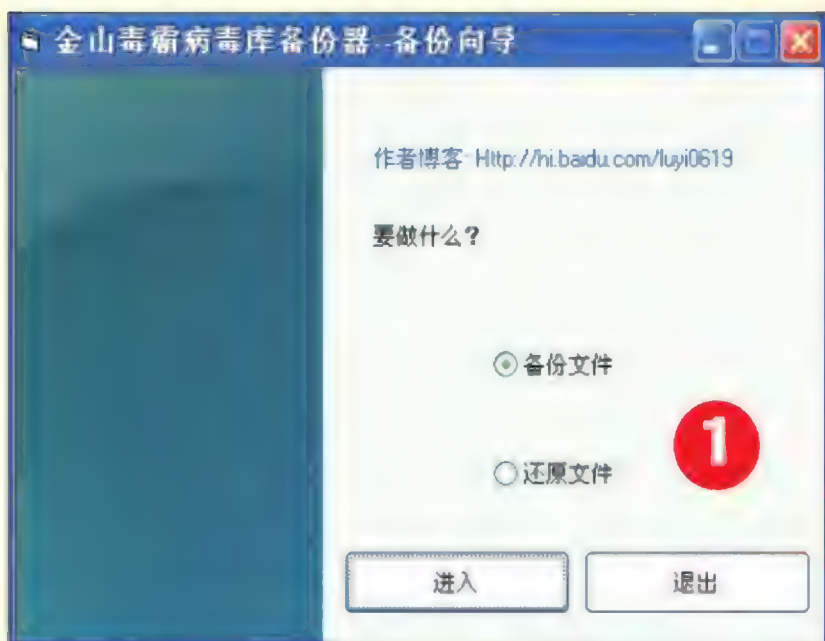 金山毒霸病毒库备份器--备份向导
作者博客: Http://hi.baidu.com/luyi0619
要做什么?
备份文件
1
还原文件
进入
退出